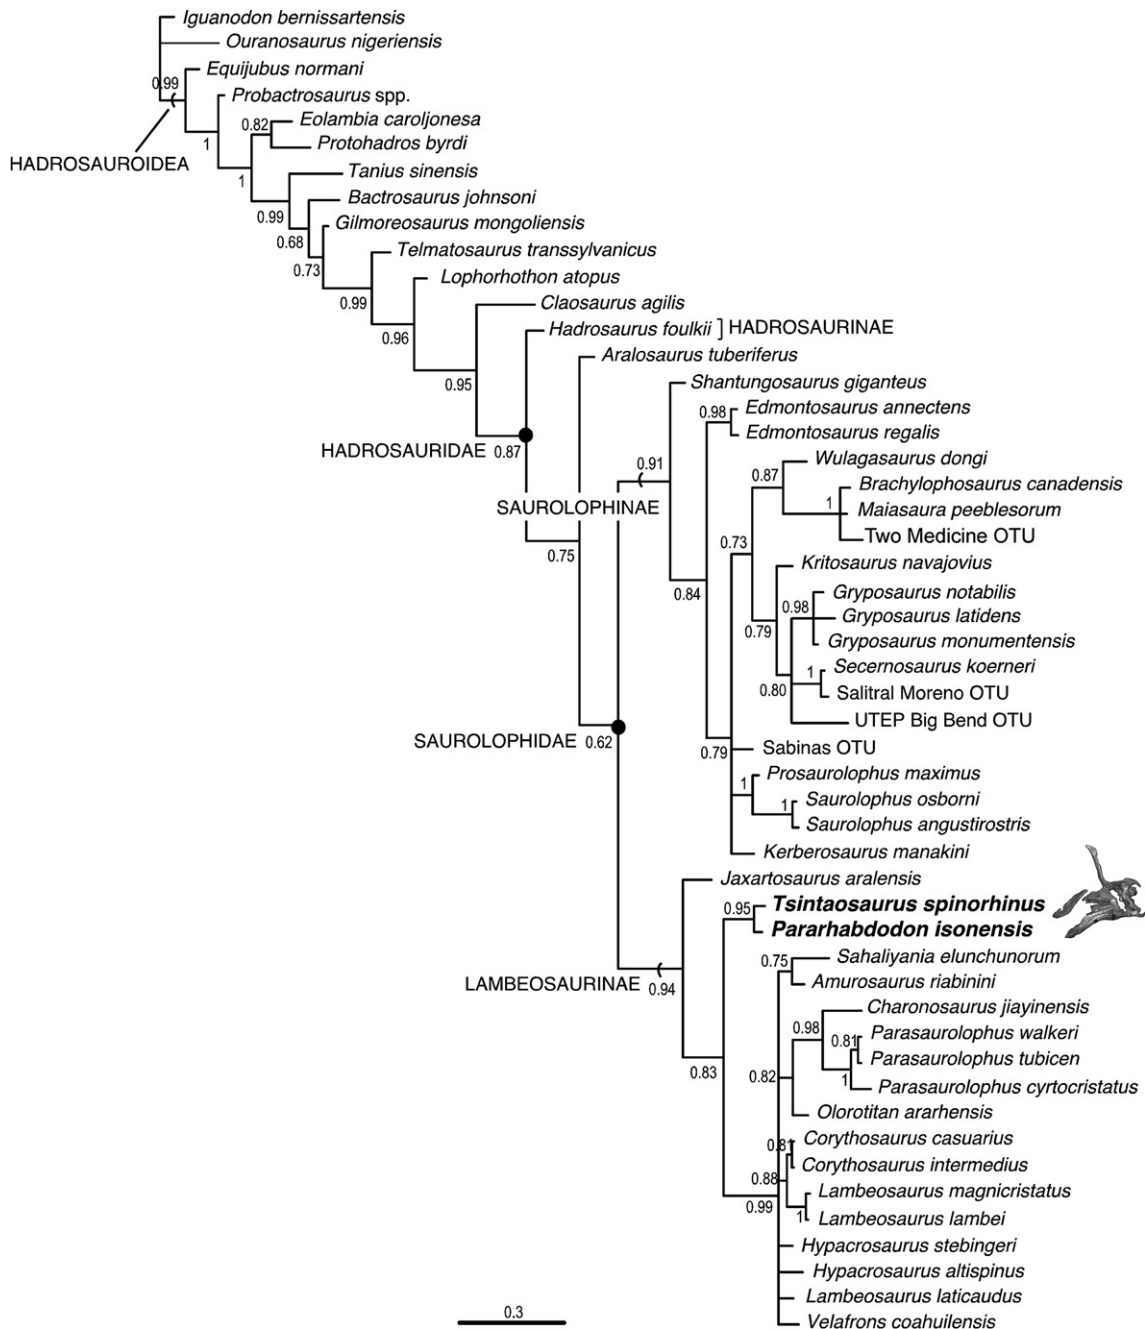 Iguanodon bernissartensis
Ouranosaurus nigeriensis
Equijubus normani
0.99
Probactrosaurus spp.
Eolambia caroljonesa
0.82
Protohadros byrdi
1
HADROSAUROIDEA
Tanius sinensis
1
Bactrosaurus johnsoni
0.99
Gilmoreosaurus mongoliensis
0.68
Telmatosaurus transsylvanicus
0.73
Lophorhothon atopus
0.99
Claosaurus agilis
0.96
Hadrosaurus foulkii ] HADROSAURINAE
Aralosaurus tuberiferus
0.95
Shantungosaurus giganteus
Edmontosaurus annectens
0.98
Edmontosaurus regalis
HADROSAURIDAE 0.87
Wulagasaurus dongi
0.91
0.87
Brachylophosaurus canadensis
1
Maiasaura peeblesorum
SAUROLOPHINAE
Two Medicine OTU
0.73
0.75
Kritosaurus navajovius
0.84
Gryposaurus notabilis
0.98
Gryposaurus latidens
0.79
Gryposaurus monumentensis
Secernosaurus koerneri
1
0.80
Salitral Moreno OTU
UTEP Big Bend OTU
SAUROLOPHIDAE 0.62
Sabinas OTU
0.79
Prosaurolophus maximus
1
Saurolophus osborni
1
Saurolophus angustirostris
Kerberosaurus manakini
Jaxartosaurus aralensis
Tsintaosaurus spinorhinus
0.95
Pararhabdodon isonensis
Sahaliyania elunchunorum
0.75
LAMBEOSAURINAE 0.94
Amurosaurus riabinini
Charonosaurus jiayinensis
0.98
Parasaurolophus walkeri
0.81
Parasaurolophus tubicen
0.83
0.82
1
Parasaurolophus cyrtocristatus
Olorotitan ararhensis
Corythosaurus casuarius
0.81
Corythosaurus intermedius
0.88
Lambeosaurus magnicristatus
0.99
1
Lambeosaurus lambei
Hypacrosaurus stebingeri
Hypacrosaurus altispinus
Lambeosaurus laticaudus
0.3
Velafrons coahuilensis